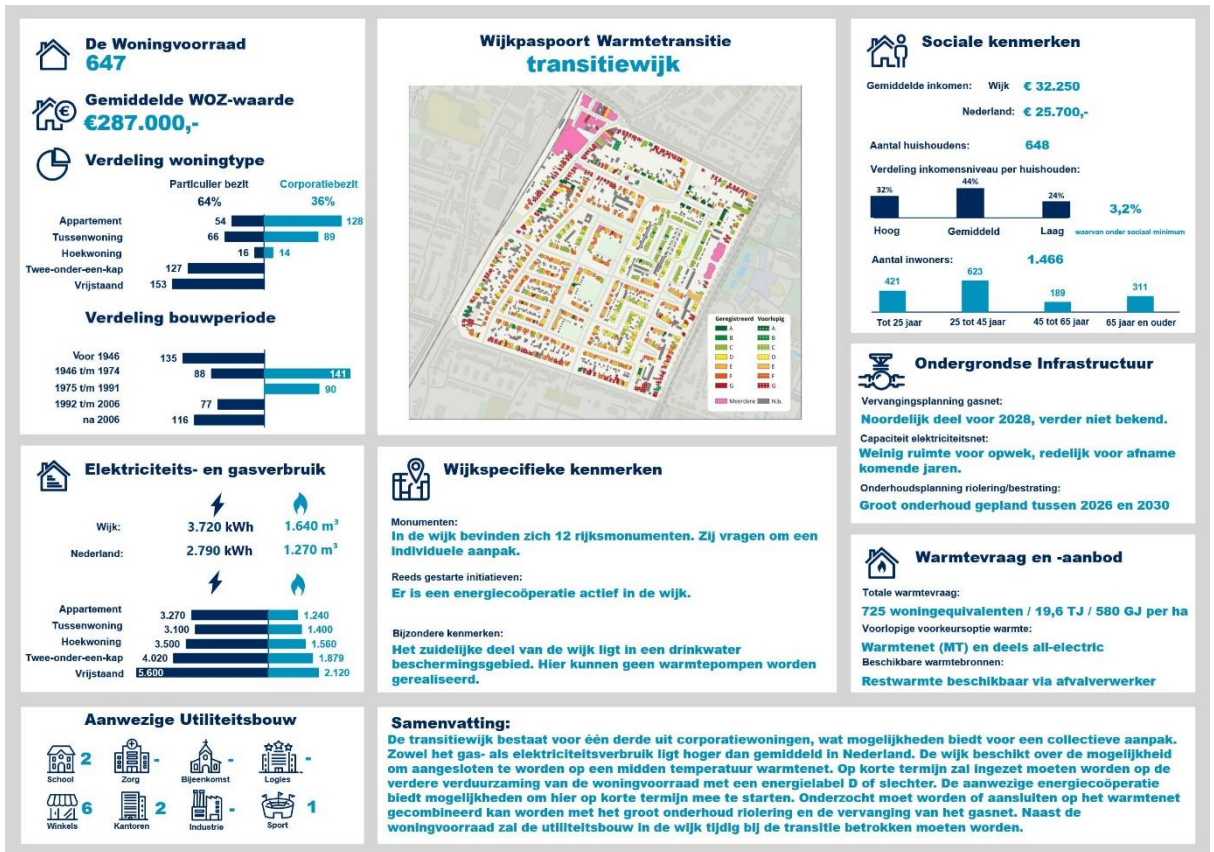 De Woningvoorraad
647
Gemiddelde WOZ-waarde
€287.000,-
Verdeling woningtype
Particulier bezit Corporatiebezit
64% 36%
Appartement 54 128
Tussenwoning 66 89
Hoekwoning 16 14
Twee-onder-een-kap 127
Vrijstaand 153
Verdeling bouwperiode
Voor 1946 135
1946 t/m 1974 88 141
1975 t/m 1991 90
1992 t/m 2006 77
na 2006 116
Elektriciteits- en gasverbruik
Wijk: 3.720 kWh 1.640 m³
Nederland: 2.790 kWh 1.270 m³
Appartement 3.270 1.240
Tussenwoning 3.100 1.400
Hoekwoning 3.500 1.560
Twee-onder-een-kap 4.020 1.879
Vrijstaand 5.600 2.120
Aanwezige Utiliteitsbouw
2 - - -
School Zorg Bijeenkomst Logies
6 2 - 1
Winkels Kantoren Industrie Sport
Wijkpaspoort Warmtetransitie
transitiewijk
Geregistreerd Voorlopig
A A
B B
C C
D D
E E
F F
G G
Meerdere N.b.
Wijkspecifieke kenmerken
Monumenten:
In de wijk bevinden zich 12 rijksmonumenten. Zij vragen om een
individuele aanpak.
Reeds gestarte initiatieven:
Er is een energiecoöperatie actief in de wijk.
Bijzondere kenmerken:
Het zuidelijke deel van de wijk ligt in een drinkwater
beschermingsgebied. Hier kunnen geen warmtepompen worden
gerealiseerd.
Sociale kenmerken
Gemiddelde inkomen: Wijk € 32.250
Nederland: € 25.700,-
Aantal huishoudens: 648
Verdeling inkomensniveau per huishouden:
32% 44% 24%
3,2%
Hoog Gemiddeld Laag waarvan onder sociaal minimum
Aantal inwoners: 1.466
421 623 189 311
Tot 25 jaar 25 tot 45 jaar 45 tot 65 jaar 65 jaar en ouder
Ondergrondse Infrastructuur
Vervangingsplanning gasnet:
Noordelijk deel voor 2028, verder niet bekend.
Capaciteit elektriciteitsnet:
Weinig ruimte voor opwek, redelijk voor afname
komende jaren.
Onderhoudsplanning riolering/bestrating:
Groot onderhoud gepland tussen 2026 en 2030
Warmtevraag en -aanbod
Totale warmtevraag:
725 woningequivalenten / 19,6 TJ / 580 GJ per ha
Voorlopige voorkeursoptie warmte:
Warmtenet (MT) en deels all-electric
Beschikbare warmtebronnen:
Restwarmte beschikbaar via afvalverwerker
Samenvatting:
De transitiewijk bestaat voor één derde uit corporatiewoningen, wat mogelijkheden biedt voor een collectieve aanpak.
Zowel het gas- als elektriciteitsverbruik ligt hoger dan gemiddeld in Nederland. De wijk beschikt over de mogelijkheid
om aangesloten te worden op een midden temperatuur warmtenet. Op korte termijn zal ingezet moeten worden op de
verdere verduurzaming van de woningvoorraad met een energielabel D of slechter. De aanwezige energiecoöperatie
biedt mogelijkheden om hier op korte termijn mee te starten. Onderzocht moet worden of aansluiten op het warmtenet
gecombineerd kan worden met het groot onderhoud riolering en de vervanging van het gasnet. Naast de
woningvoorraad zal de utiliteitsbouw in de wijk tijdig bij de transitie betrokken moeten worden.